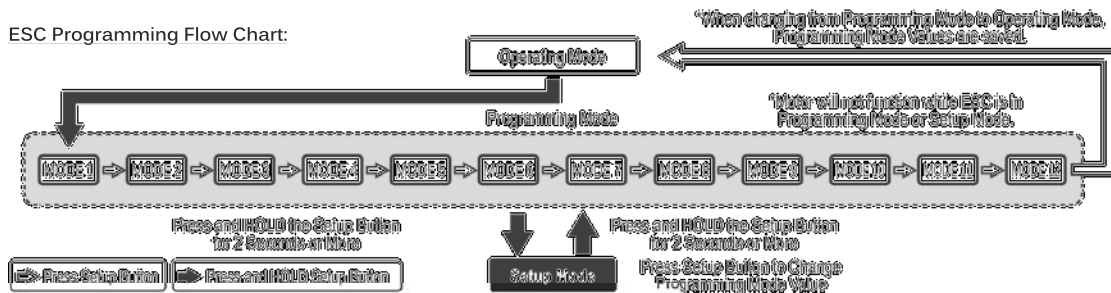 ESC Programming Flow Chart:
*When changing from Programming Mode to Operating Mode,
Programming Mode Values are saved.
Operating Mode
*Motor will not function while ESC is in
Programming Mode or Setup Mode.
Programming Mode
MODE1 MODE2 MODE3 MODE4 MODE5 MODE6 MODE7 MODE8 MODE9 MODE10 MODE11 MODE12
Press and HOLD the Setup Button
for 2 Seconds or More
Press and HOLD the Setup Button
for 2 Seconds or More
Press Setup Button
Press and HOLD Setup Button
Setup Mode
Press Setup Button to Change
Programming Mode Value